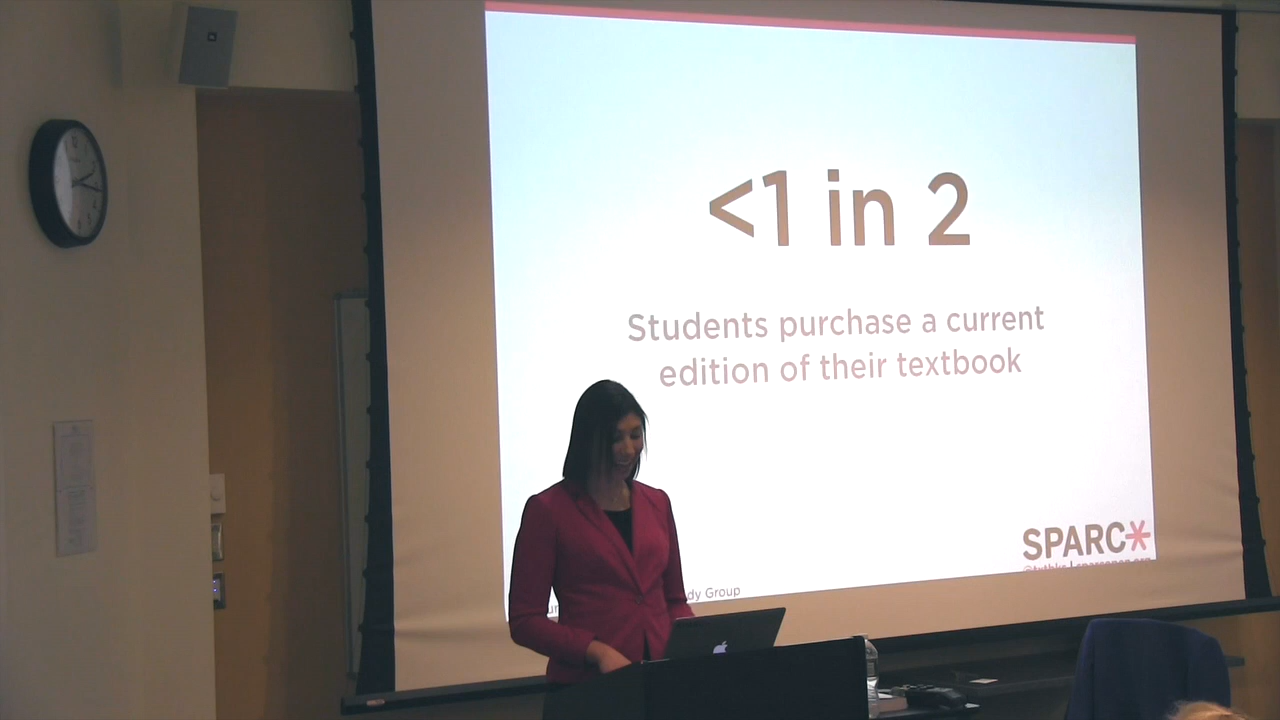 <1 in 2
Students purchase a current
edition of their textbook
SPARC
dy Group